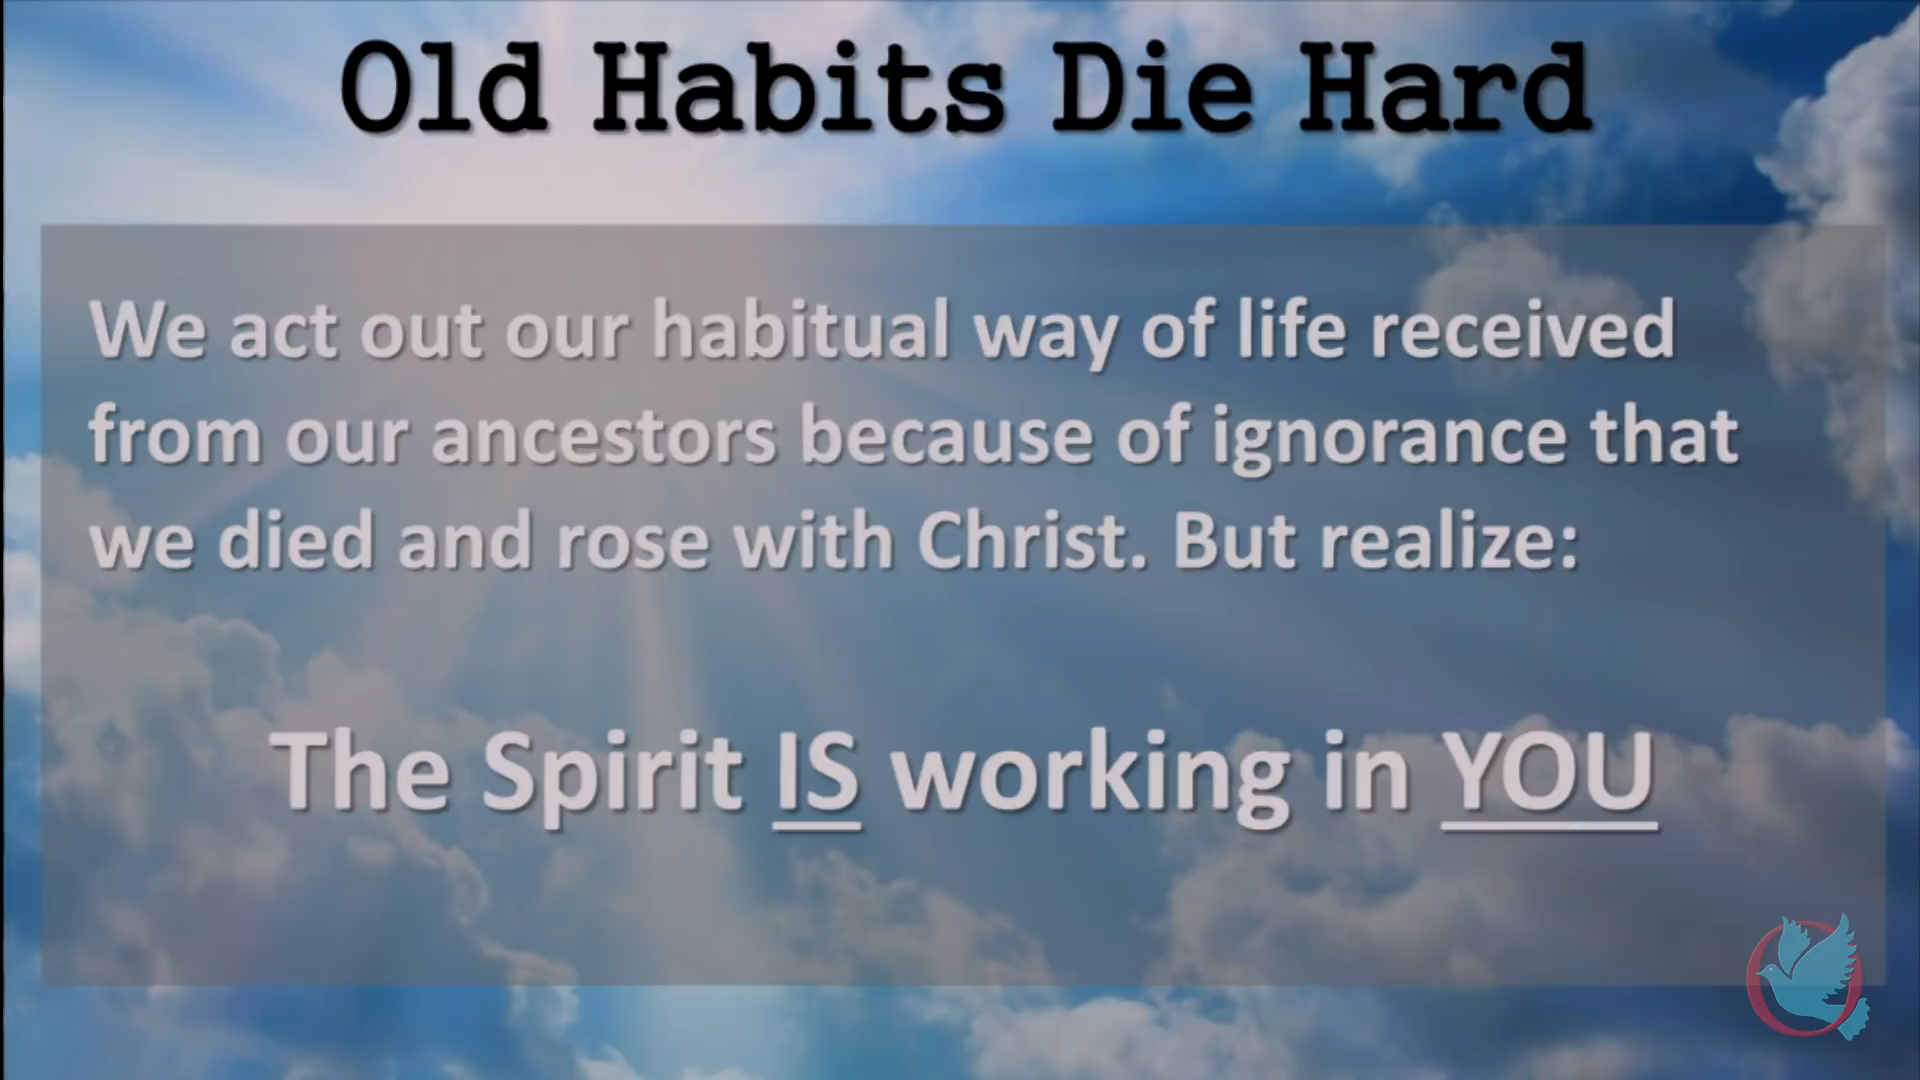 Old Habits Die Hard
We act out our habitual way of life received
from our ancestors because of ignorance that
we died and rose with Christ. But realize:
The Spirit IS working in YOU